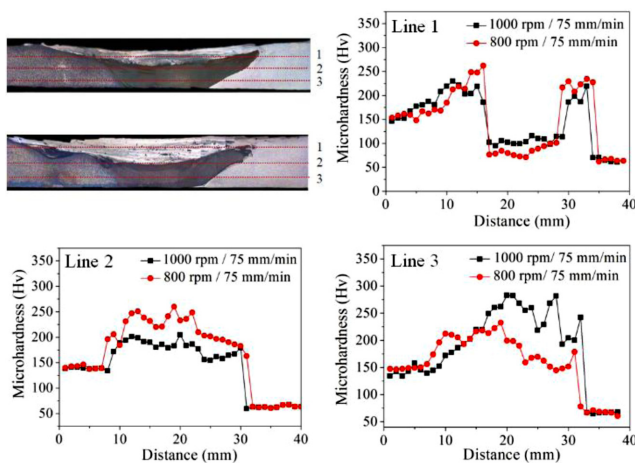 1
2
3
1
2
3
Line 1
1000 rpm / 75 mm/min
800 rpm / 75 mm/min
Microhardness (Hv)
350
300
250
200
150
100
50
0
0 10 20 30 40
Distance (mm)
Line 2
1000 rpm / 75 mm/min
800 rpm / 75 mm/min
Microhardness (Hv)
350
300
250
200
150
100
50
0
0 10 20 30 40
Distance (mm)
Line 3
1000 rpm / 75 mm/min
800 rpm/ 75 mm/min
Microhardness (Hv)
350
300
250
200
150
100
50
0 10 20 30 40
Distance (mm)